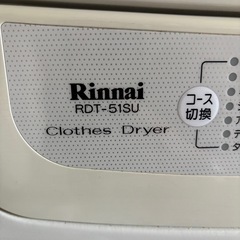 Rinnai
RDT-51SU
Clothes Dryer
コース
切換